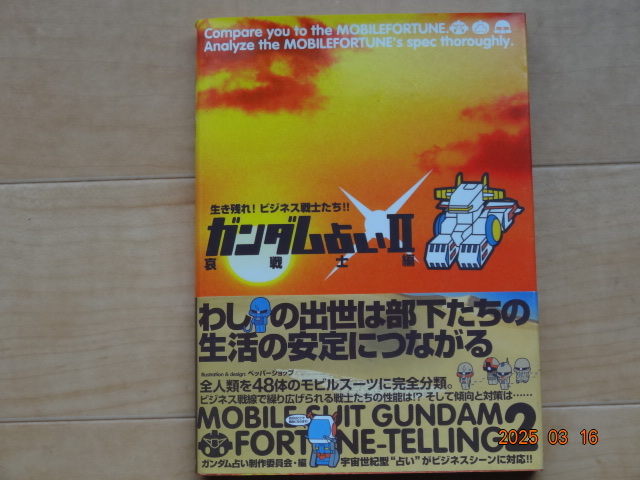 Compare you to the MOBILEFORTUNE.
Analyze the MOBILEFORTUNE's spec thoroughly.
生き残れ！ビジネス戦士たち!!
ガンダム占いII
哀戦士編
わしの出世は部下たちの
生活の安定につながる
Illustration & design: ペッパーショップ
全人類を48体のモビルスーツに完全分類。
ビジネス戦線で繰り広げられる戦士たちの性能は!? そして傾向と対策は……
MOBILE SUIT GUNDAM
FORTUNE-TELLING 2
ガンダム占い制作委員会・編
宇宙世紀型“占い”がビジネスシーンに対応!!
2025 03 16